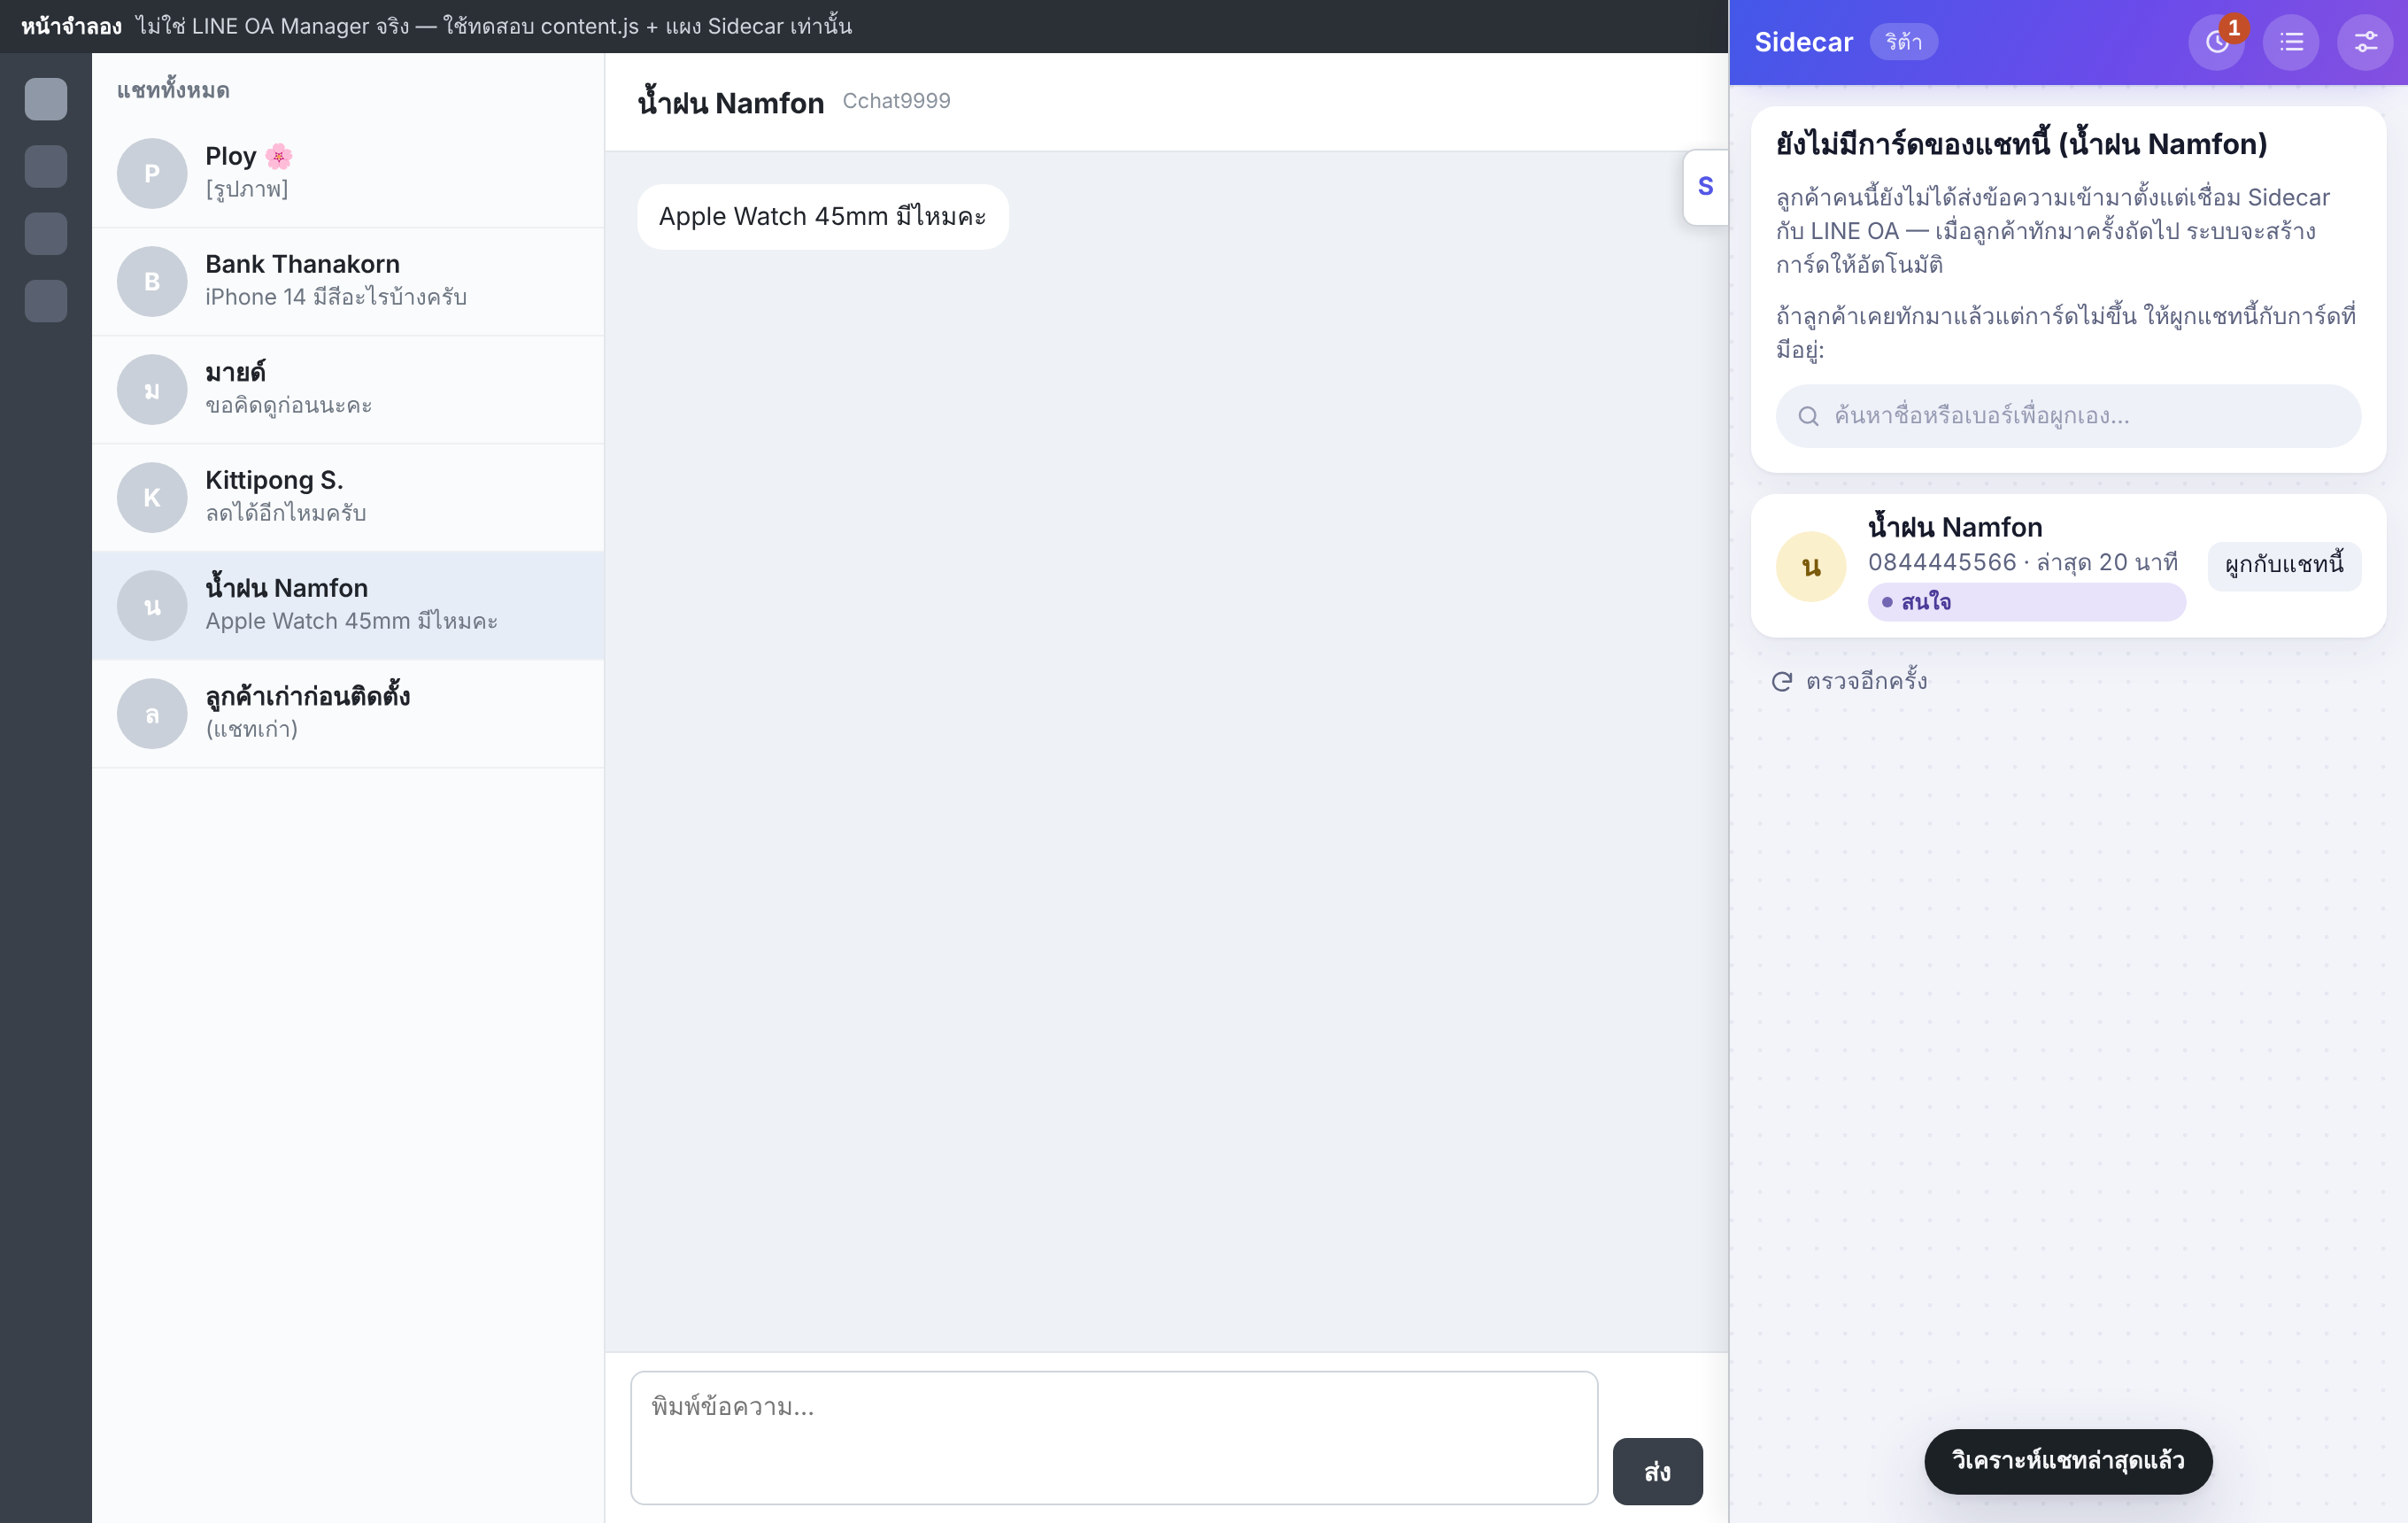 หน้าจำลอง ไม่ใช่ LINE OA Manager จริง — ใช้ทดสอบ content.js + แผง Sidecar เท่านั้น
แชททั้งหมด
P
Ploy 🌸
[รูปภาพ]
B
Bank Thanakorn
iPhone 14 มีสีอะไรบ้างครับ
ม
มายด์
ขอคิดดูก่อนนะคะ
K
Kittipong S.
ลดได้อีกไหมครับ
น
น้ำฝน Namfon
Apple Watch 45mm มีไหมคะ
ล
ลูกค้าเก่าก่อนติดตั้ง
(แชทเก่า)
น้ำฝน Namfon Cchat9999
Apple Watch 45mm มีไหมคะ
S
พิมพ์ข้อความ...
ส่ง
Sidecar ริต้า 1
ยังไม่มีการ์ดของแชทนี้ (น้ำฝน Namfon)
ลูกค้าคนนี้ยังไม่ได้ส่งข้อความเข้ามาตั้งแต่เชื่อม Sidecar
กับ LINE OA — เมื่อลูกค้าทักมาครั้งถัดไป ระบบจะสร้าง
การ์ดให้อัตโนมัติ
ถ้าลูกค้าเคยทักมาแล้วแต่การ์ดไม่ขึ้น ให้ผูกแชทนี้กับการ์ดที่
มีอยู่:
ค้นหาชื่อหรือเบอร์เพื่อผูกเอง...
น
น้ำฝน Namfon
0844445566 · ล่าสุด 20 นาที
สนใจ
ผูกกับแชทนี้
ตรวจอีกครั้ง
วิเคราะห์แชทล่าสุดแล้ว